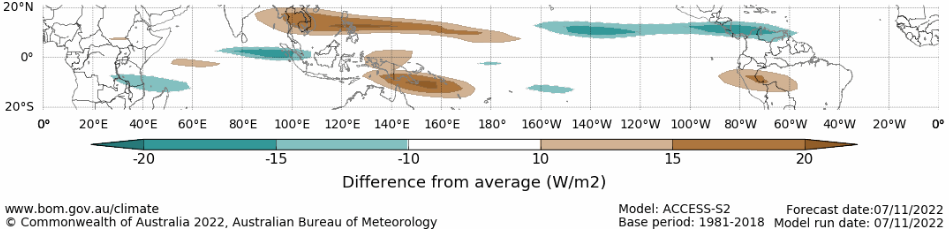 20°N
0°
20°S
0° 20°E 40°E 60°E 80°E 100°E 120°E 140°E 160°E 180° 160°W 140°W 120°W 100°W 80°W 60°W 40°W 20°W 0°
-20 -15 -10 10 15 20
Difference from average (W/m2)
www.bom.gov.au/climate Model: ACCESS-S2 Forecast date:07/11/2022
© Commonwealth of Australia 2022, Australian Bureau of Meteorology Base period: 1981-2018 Model run date: 07/11/2022